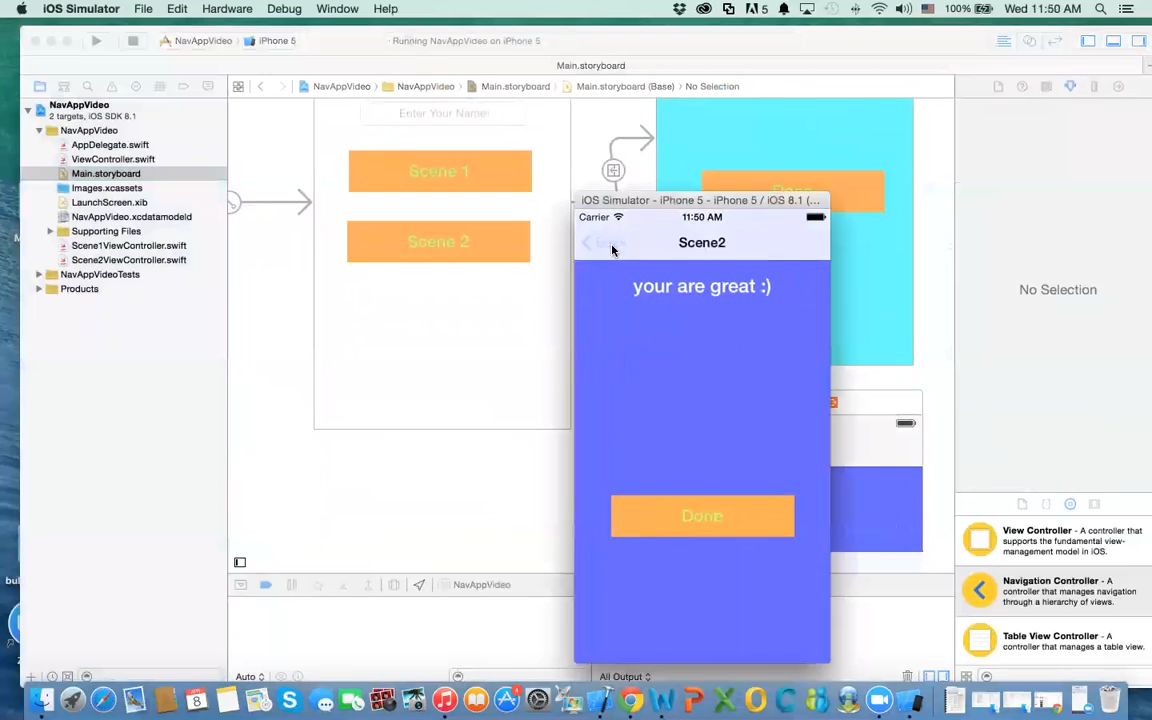 iOS Simulator File Edit Hardware Debug Window Help 5 100% Wed 11:50 AM
NavAppVideo iPhone 5 Running NavAppVideo on iPhone 5
Main.storyboard
NavAppVideo NavAppVideo Main.storyboard Main.storyboard (Base) No Selection
NavAppVideo
2 targets, iOS SDK 8.1
NavAppVideo
AppDelegate.swift
ViewController.swift
Main.storyboard
Images.xcassets
LaunchScreen.xib
NavAppVideo.xcdatamodeld
Supporting Files
Scene1ViewController.swift
Scene2ViewController.swift
NavAppVideoTests
Products
Enter Your Name
Scene 1
Scene 2
iOS Simulator - iPhone 5 - iPhone 5 / iOS 8.1 (...
Carrier 11:50 AM
Scene2
your are great :)
Done
No Selection
View Controller - A controller that
supports the fundamental view-
management model in iOS.
Navigation Controller - A
controller that manages navigation
through a hierarchy of views.
Table View Controller - A
controller that manages a table view.
NavAppVideo
Auto
All Output